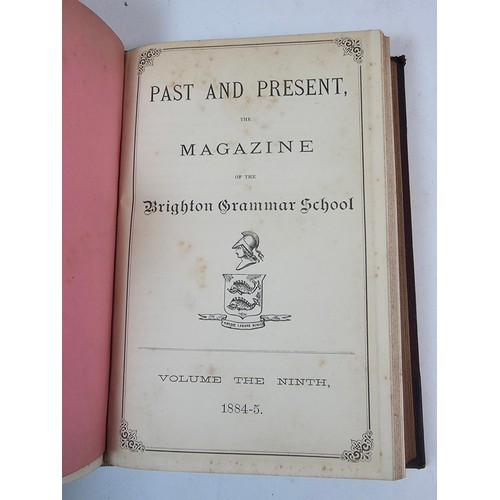 PAST AND PRESENT,
THE
MAGAZINE
OF THE
Brighton Grammar School
VOLUME THE NINTH,
1884-5.